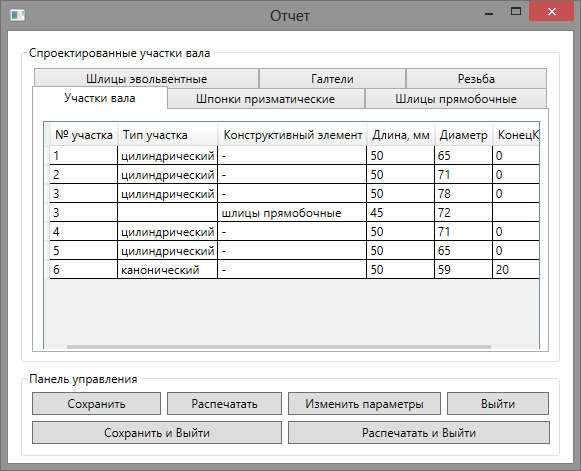 Отчет
Спроектированные участки вала
Шлицы эвольвентные Галтели Резьба
Участки вала Шпонки призматические Шлицы прямобочные
№ участка Тип участка Конструктивный элемент Длина, мм Диаметр КонецК
1 цилиндрический - 50 65 0
2 цилиндрический - 50 71 0
3 цилиндрический - 50 78 0
3 шлицы прямобочные 45 72
4 цилиндрический - 50 71 0
5 цилиндрический - 50 65 0
6 канонический - 50 59 20
Панель управления
Сохранить Распечатать Изменить параметры Выйти
Сохранить и Выйти Распечатать и Выйти